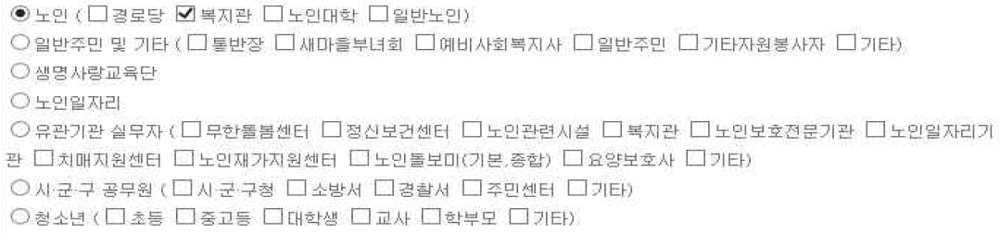 ◉ 노인 ( ☐ 경로당 ☑ 복지관 ☐ 노인대학 ☐ 일반노인)
○ 일반주민 및 기타 ( ☐ 통반장 ☐ 새마을부녀회 ☐ 예비사회복지사 ☐ 일반주민 ☐ 기타자원봉사자 ☐ 기타)
○ 생명사랑교육단
○ 노인일자리
○ 유관기관 실무자 ( ☐ 무한돌봄센터 ☐ 정신보건센터 ☐ 노인관련시설 ☐ 복지관 ☐ 노인보호전문기관 ☐ 노인일자리기
관 ☐ 치매지원센터 ☐ 노인재가지원센터 ☐ 노인돌보미(기본,종합) ☐ 요양보호사 ☐ 기타)
○ 시·군·구 공무원 ( ☐ 시·군·구청 ☐ 소방서 ☐ 경찰서 ☐ 주민센터 ☐ 기타)
○ 청소년 ( ☐ 초등 ☐ 중고등 ☐ 대학생 ☐ 교사 ☐ 학부모 ☐ 기타)